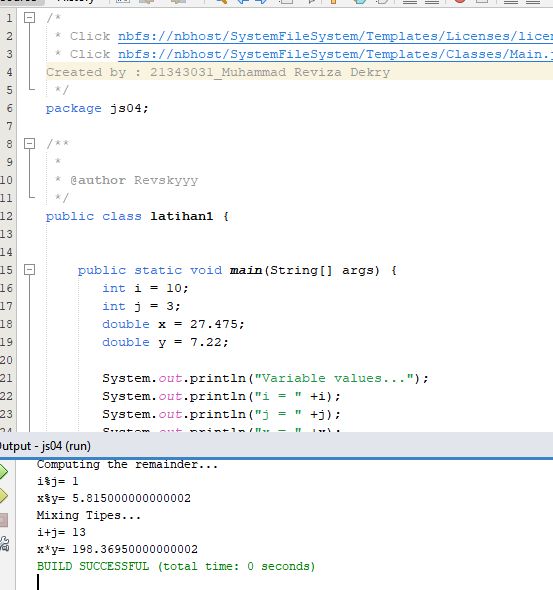 History
1 /*
2 * Click nbfs://nbhost/SystemFileSystem/Templates/Licenses/licen
3 * Click nbfs://nbhost/SystemFileSystem/Templates/Classes/Main.j
4 Created by : 21343031_Muhammad Reviza Dekry
5 */
6 package js04;
7
8 /**
9 *
10 * @author Revskyyy
11 */
12 public class latihan1 {
13
14
15 public static void main(String[] args) {
16 int i = 10;
17 int j = 3;
18 double x = 27.475;
19 double y = 7.22;
20
21 System.out.println("Variable values...");
22 System.out.println("i = " +i);
23 System.out.println("j = " +j);
24 System.out.println("x = " +x);
Output - js04 (run)
Computing the remainder...
i%j= 1
x%y= 5.815000000000002
Mixing Tipes...
i+j= 13
x*y= 198.36950000000002
BUILD SUCCESSFUL (total time: 0 seconds)